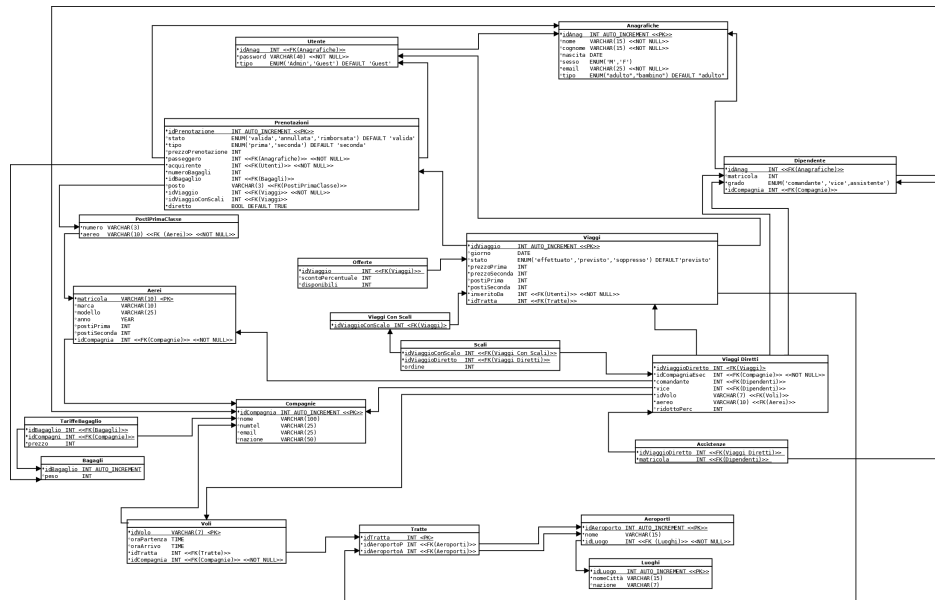 Anagrafiche
*idAnag INT AUTO_INCREMENT <<PK>>
*nome VARCHAR(15) <<NOT NULL>>
*cognome VARCHAR(15) <<NOT NULL>>
*nascita DATE
*sesso ENUM('M','F')
*email VARCHAR(25) <<NOT NULL>>
*tipo ENUM("adulto","bambino") DEFAULT "adulto"
Utente
*idAnag INT <<FK(Anagrafiche)>>
*password VARCHAR(40) <<NOT NULL>>
*tipo ENUM('Admin','Guest') DEFAULT 'Guest'
Prenotazioni
*idPrenotazione INT AUTO_INCREMENT <<PK>>
*stato ENUM('valida','annullata','rimborsata') DEFAULT 'valida'
*tipo ENUM('prima','seconda') DEFAULT 'seconda'
*prezzoPrenotazione INT
*passeggero INT <<FK(Anagrafiche)>> <<NOT NULL>>
*acquirente INT <<FK(Utenti)>> <<NOT NULL>>
*numeroBagagli INT
*idBagaglio INT <<FK(Bagagli)>>
*posto VARCHAR(3) <<FK(PostiPrimaClasse)>>
*idViaggio INT <<FK(Viaggi)>> <<NOT NULL>>
*idViaggioConScali INT <<FK(Viaggi)>>
*diretto BOOL DEFAULT TRUE
Dipendente
*idAnag INT <<FK(Anagrafiche)>>
*matricola INT
*grado ENUM('comandante','vice',assistente')
*idCompagnia INT <<FK(Compagnie)>>
PostiPrimaClasse
*numero VARCHAR(3)
*aereo VARCHAR(10) <<FK (Aerei)>> <<NOT NULL>>
Viaggi
*idViaggio INT AUTO_INCREMENT <<PK>>
*giorno DATE
*stato ENUM('effettuato','previsto','soppresso') DEFAULT'previsto'
*prezzoPrima INT
*prezzoSeconda INT
*postiPrima INT
*postiSeconda INT
*inseritoDa INT <<FK(Utenti)>> <<NOT NULL>>
*idTratta INT <<FK(Tratte)>>
Offerte
*idViaggio INT <<FK(Viaggi)>>
*scontoPercentuale INT
*disponibili INT
Aerei
*matricola VARCHAR(10) <PK>
*marca VARCHAR(10)
*modello VARCHAR(25)
*anno YEAR
*postiPrima INT
*postiSeconda INT
*idCompagnia INT <<FK(Compagnie)>> <<NOT NULL>>
Viaggi Con Scali
*idViaggioConScalo INT <FK(Viaggi)>
Scali
*idViaggioConScalo INT <<FK(Viaggi Con Scali)>>
*idViaggioDiretto INT <<FK(Viaggi Diretti)>>
*ordine INT
Viaggi Diretti
*idViaggioDiretto INT <FK(Viaggi)>
*idCompagniaEsec INT <<FK(Compagnie)>> <<NOT NULL>>
*comandante INT <<FK(Dipendenti)>>
*vice INT <<FK(Dipendenti)>>
*idVolo VARCHAR(7) <<FK(Voli)>>
*aereo VARCHAR(10) <<FK(Aerei)>>
*ridottoPerc INT
Compagnie
*idCompagnia INT AUTO_INCREMENT <<PK>>
*nome VARCHAR(100)
*numtel VARCHAR(25)
*email VARCHAR(25)
*nazione VARCHAR(50)
TariffeBagaglio
*idBagaglio INT <<FK(Bagagli)>>
*idCompagni INT <<FK(Compagnie)>>
*prezzo INT
Assistenze
*idViaggioDiretto INT <<FK(Viaggi Diretti)>>
*matricola INT <<FK(Dipendenti)>>
Bagagli
*idBagaglio INT AUTO_INCREMENT
*peso INT
Voli
*idVolo VARCHAR(7) <PK>
*oraPartenza TIME
*oraArrivo TIME
*idTratta INT <<FK(Tratte)>>
*idCompagnia INT <<FK(Compagnie)>> <<NOT NULL>>
Tratte
*idTratta INT <PK>
*idAeroportoP INT <<FK(Aeroporti)>>
*idAeroportoA INT <<FK(Aeroporti)>>
Aeroporti
*idAeroporto INT AUTO_INCREMENT <<PK>>
*nome VARCHAR(15)
*idLuogo INT <<FK (Luoghi)>> <<NOT NULL>>
Luoghi
*idLuogo INT AUTO_INCREMENT <<PK>>
*nomeCittà VARCHAR(15)
*nazione VARCHAR(7)